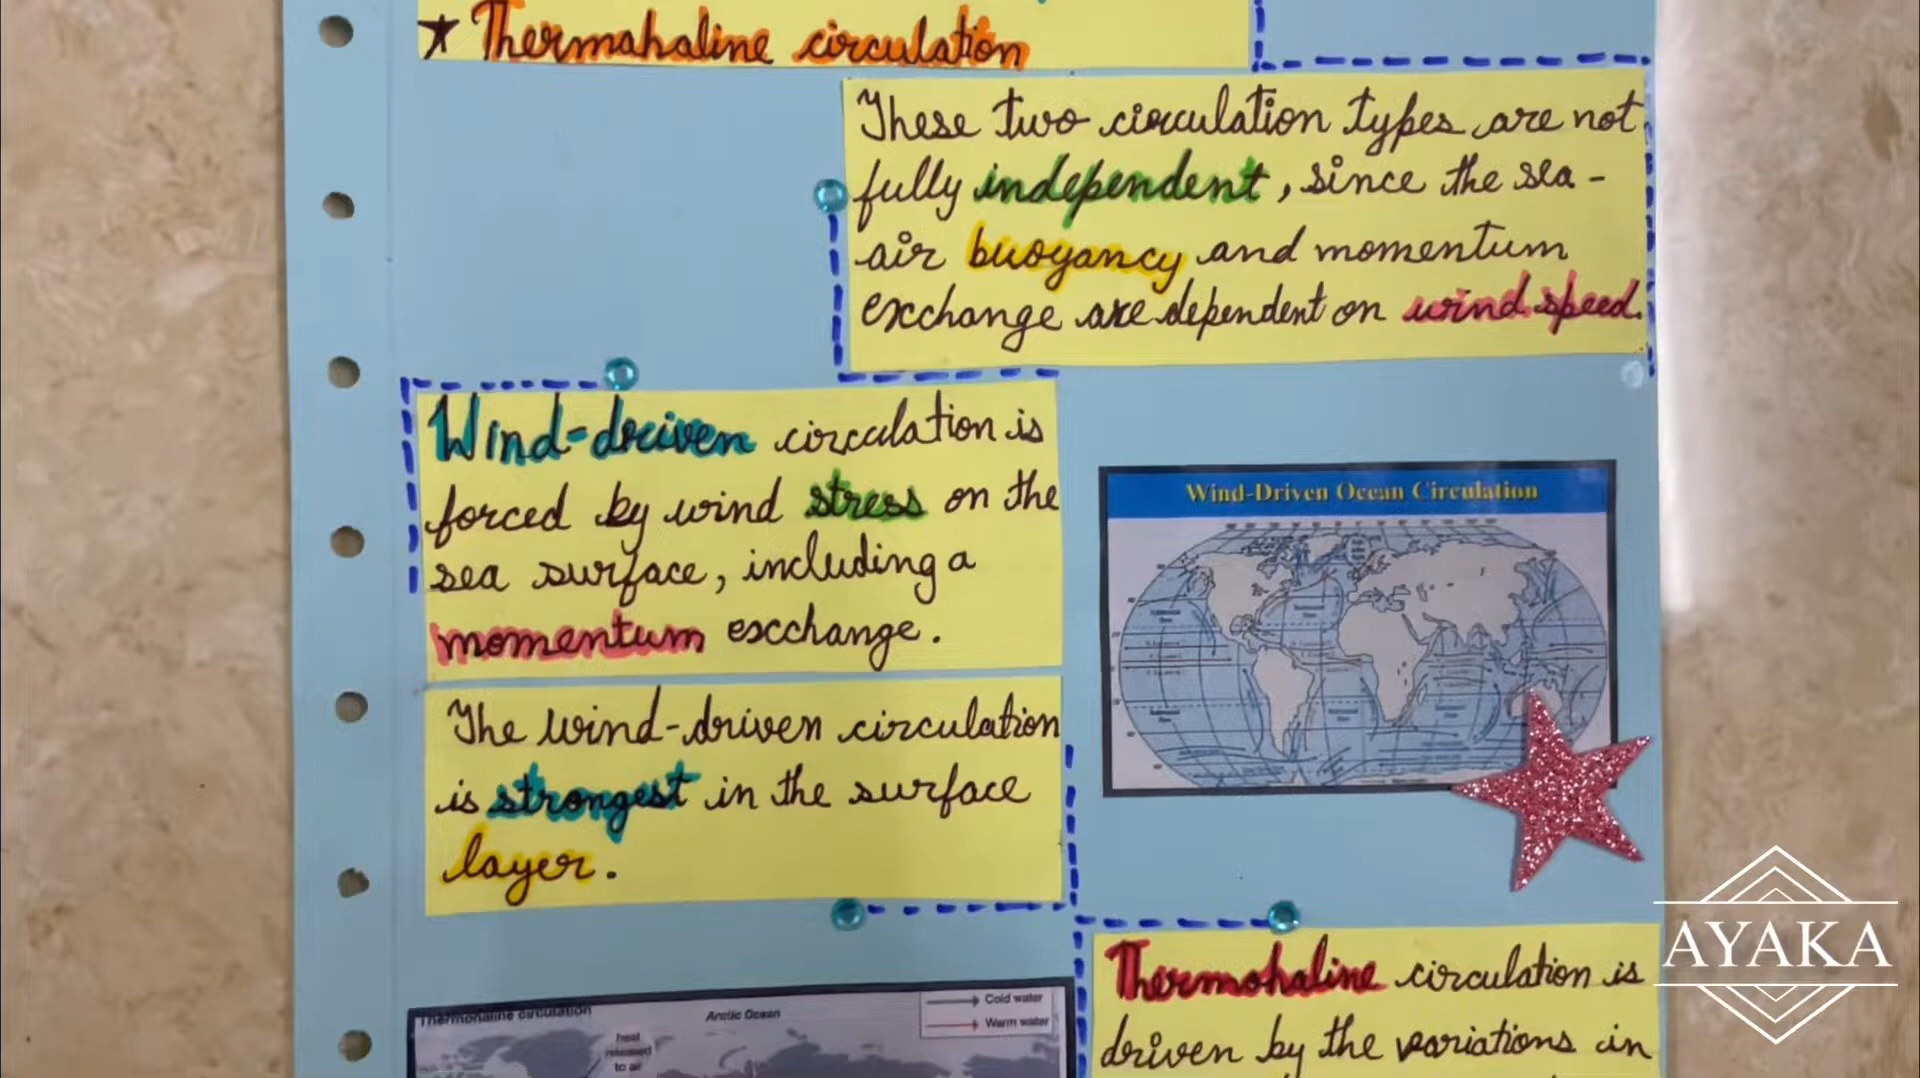 ★ Thermohaline circulation
These two circulation types are not
fully independent, since the sea-
air buoyancy and momentum
exchange are dependent on wind speed.
Wind-driven circulation is
forced by wind stress on the
sea surface, including a
momentum exchange.
Wind-Driven Ocean Circulation
The wind-driven circulation
is strongest in the surface
layer.
Thermohaline circulation is
driven by the variations in
Thermohaline circulation
Arctic Ocean
Cold water
Warm water
heat
released
to air
AYAKA